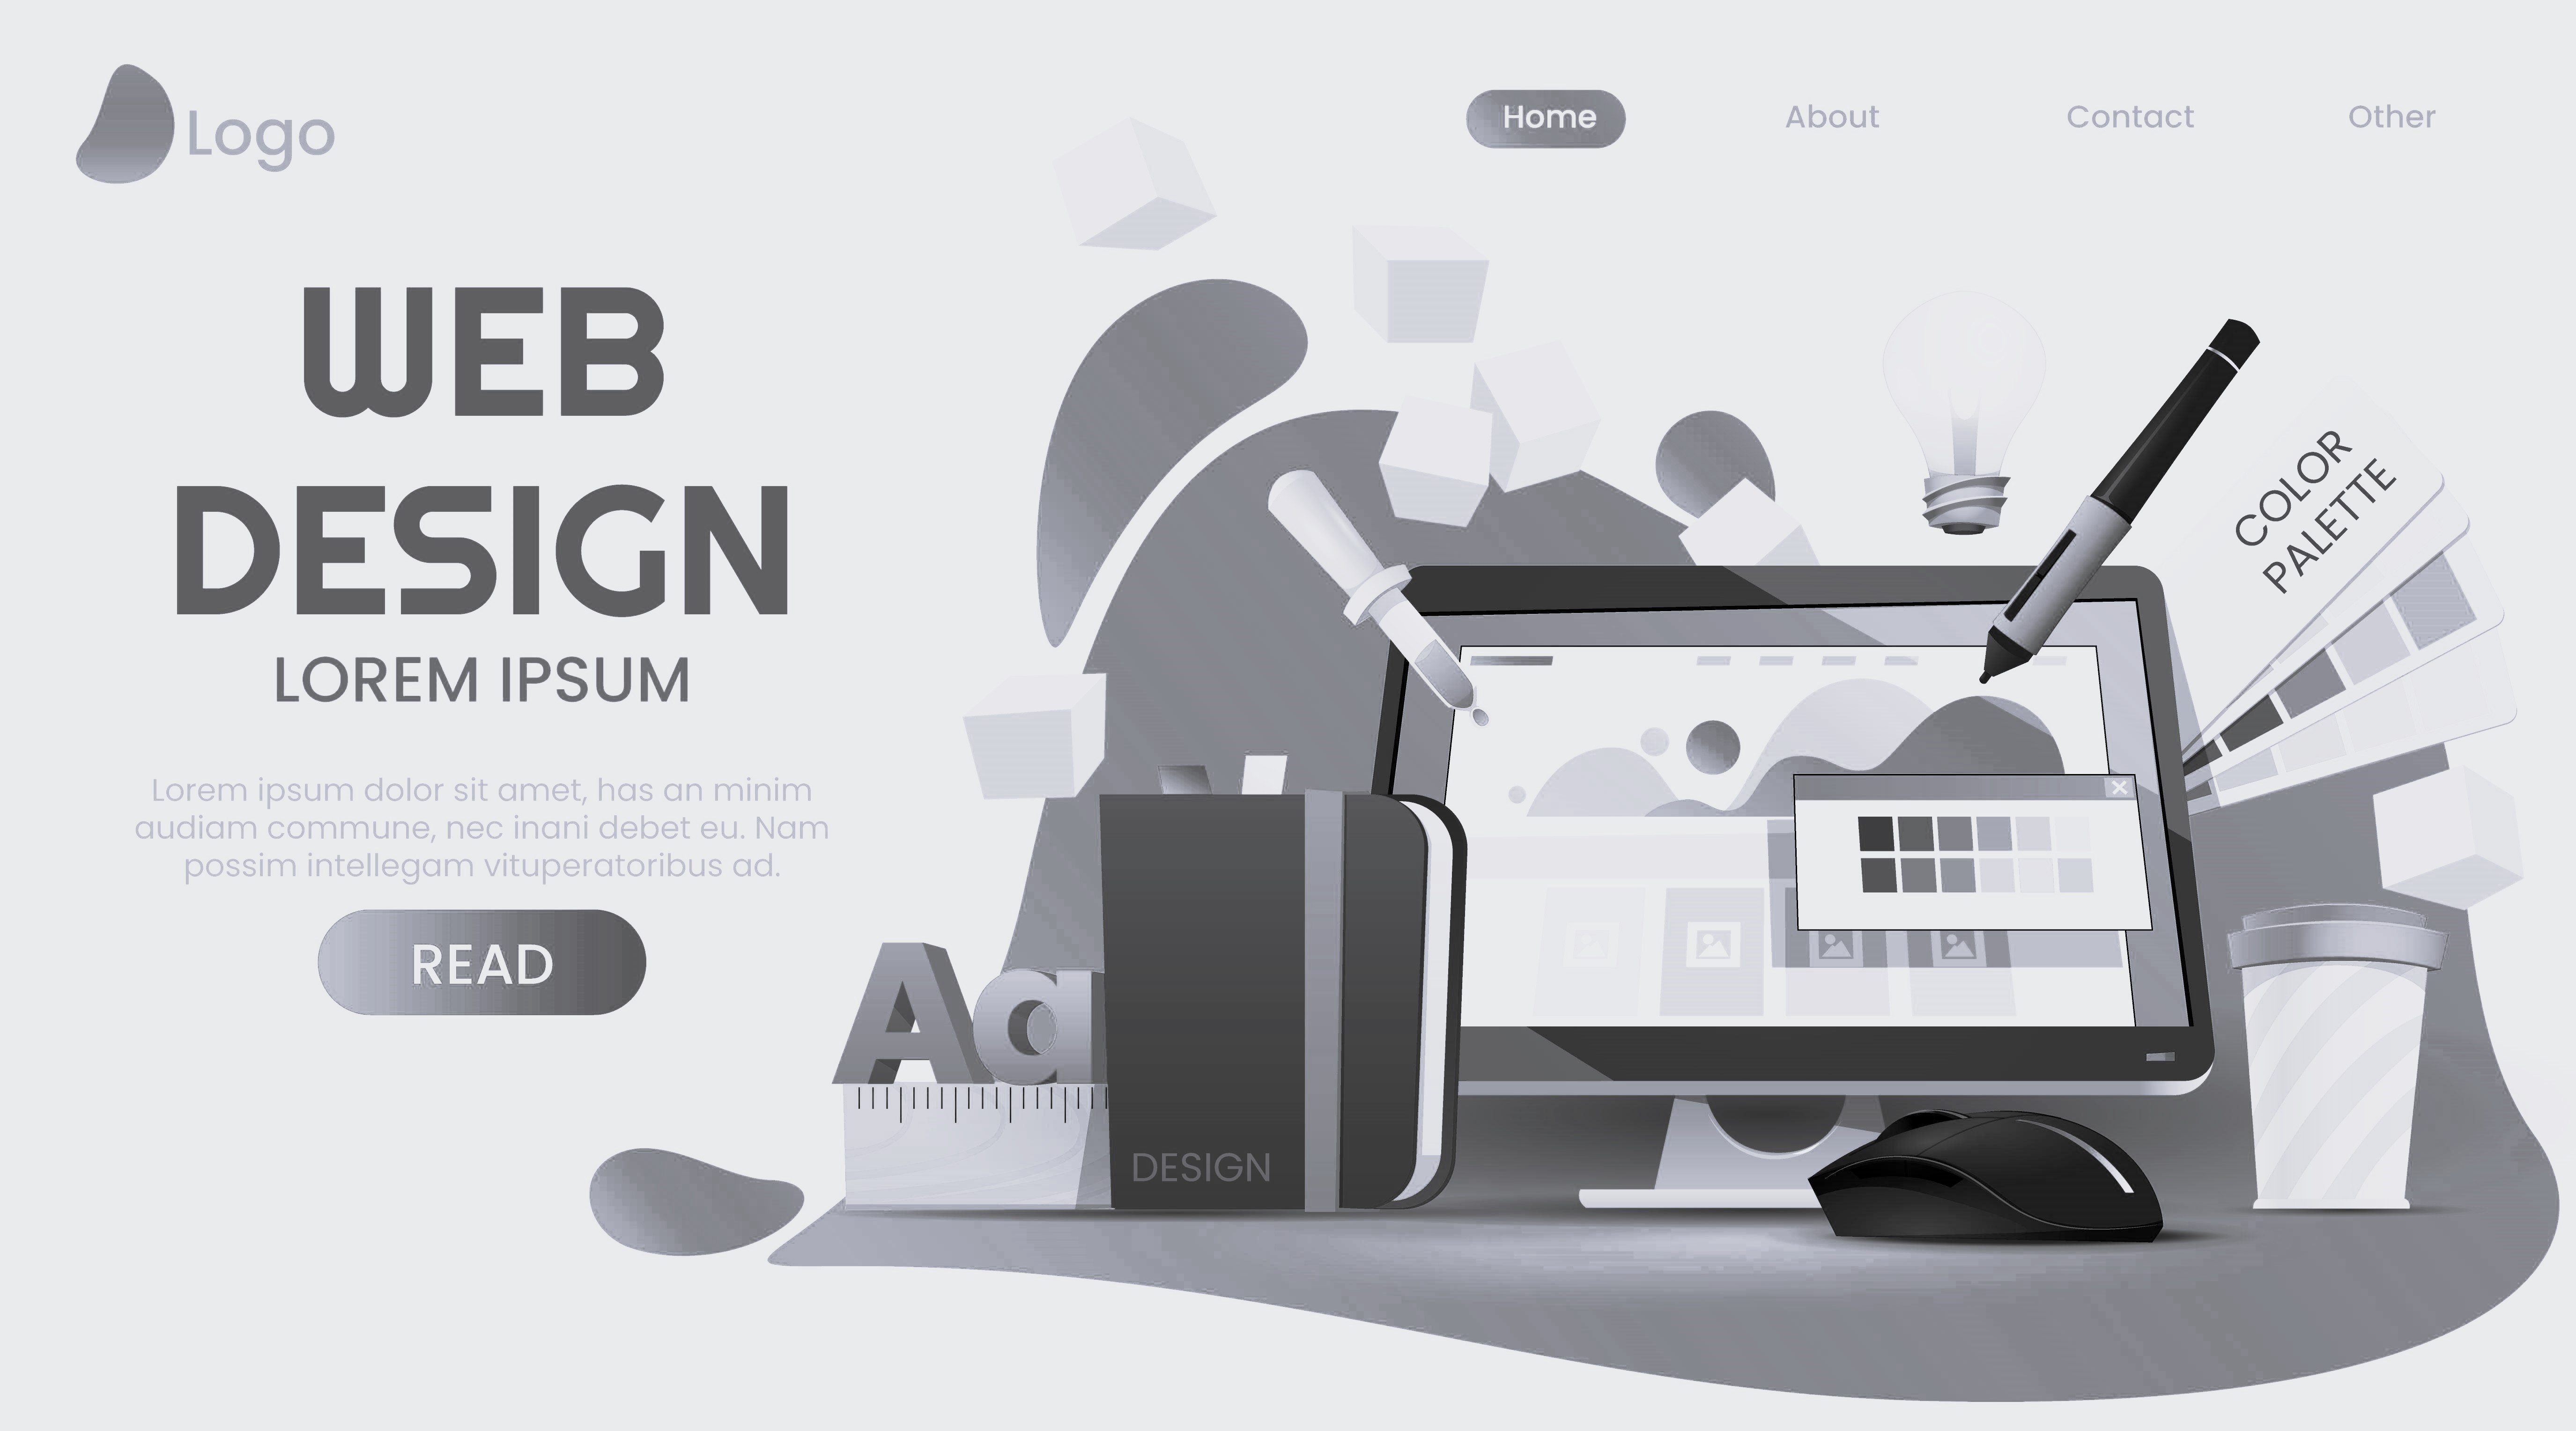 Logo
Home About Contact Other
WEB
DESIGN
LOREM IPSUM
Lorem ipsum dolor sit amet, has an minim
audiam commune, nec inani debet eu. Nam
possim intellegam vituperatoribus ad.
READ
COLOR
PALETTE
Aa
DESIGN